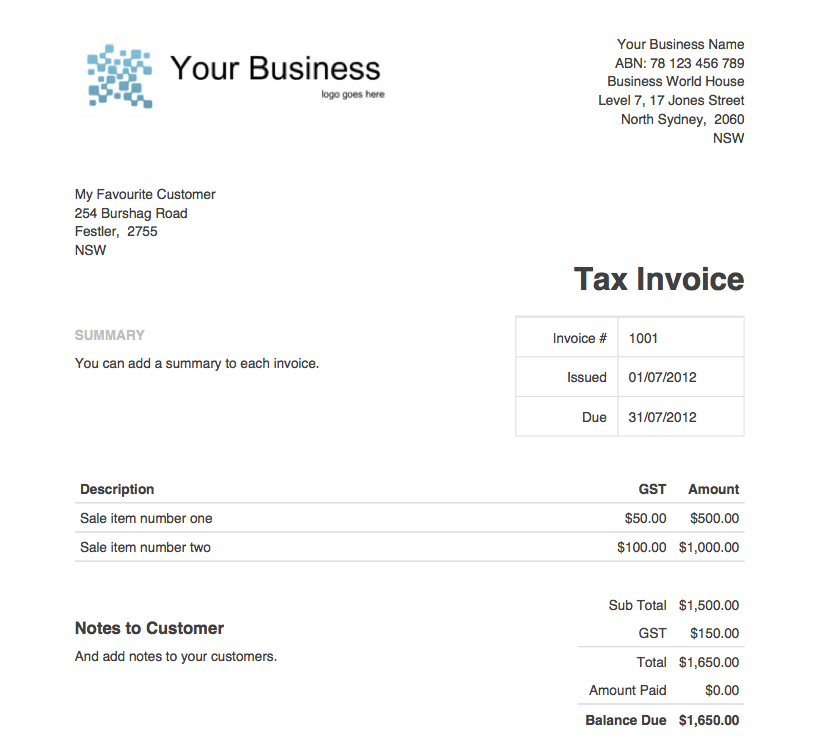 Your Business
logo goes here
Your Business Name
ABN: 78 123 456 789
Business World House
Level 7, 17 Jones Street
North Sydney,  2060
NSW
My Favourite Customer
254 Burshag Road
Festler,  2755
NSW
Tax Invoice
SUMMARY
You can add a summary to each invoice.
Invoice # 1001
Issued 01/07/2012
Due 31/07/2012
Description GST Amount
Sale item number one $50.00 $500.00
Sale item number two $100.00 $1,000.00
Sub Total $1,500.00
GST $150.00
Total $1,650.00
Amount Paid $0.00
Balance Due $1,650.00
Notes to Customer
And add notes to your customers.